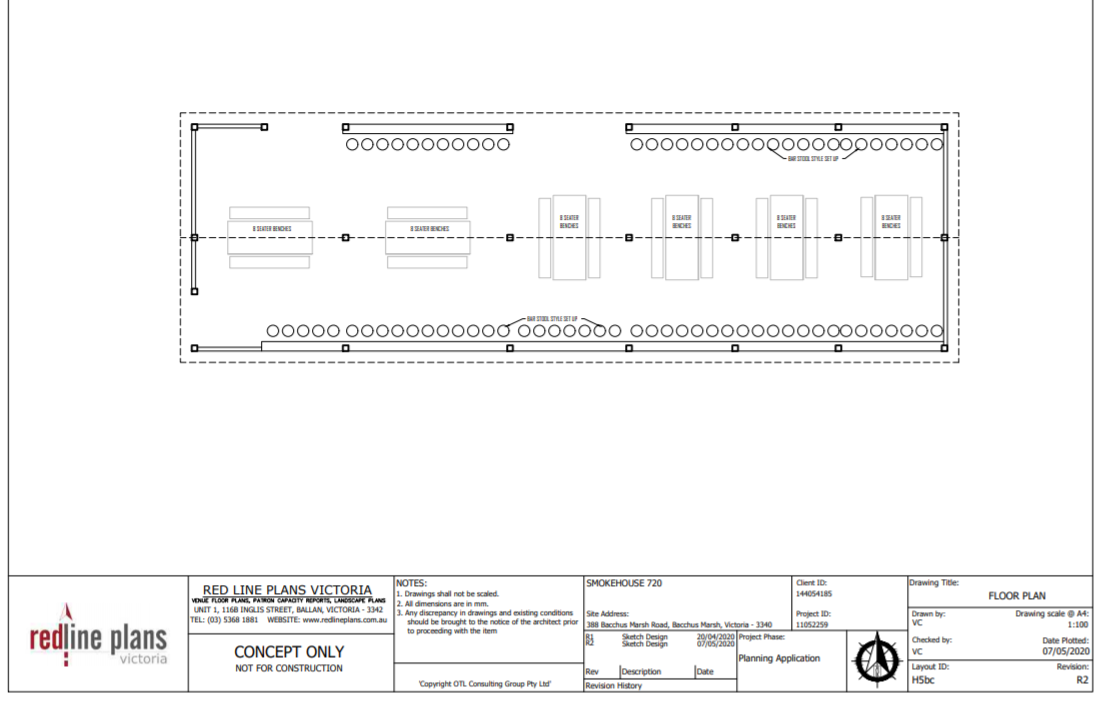 BAR STOOL STYLE SET UP
8 SEATER
BENCHES
8 SEATER
BENCHES
8 SEATER
BENCHES
8 SEATER
BENCHES
8 SEATER BENCHES
8 SEATER BENCHES
BAR STOOL STYLE SET UP
redline plans
victoria
RED LINE PLANS VICTORIA
VENUE FLOOR PLANS, PATRON CAPACITY REPORTS, LANDSCAPE PLANS
UNIT 1, 116B INGLIS STREET, BALLAN, VICTORIA - 3342
TEL: (03) 5368 1881 WEBSITE: www.redlineplans.com.au
CONCEPT ONLY
NOT FOR CONSTRUCTION
NOTES:
1. Drawings shall not be scaled.
2. All dimensions are in mm.
3. Any discrepancy in drawings and existing conditions
should be brought to the notice of the architect prior
to proceeding with the item
'Copyright OTL Consulting Group Pty Ltd'
SMOKEHOUSE 720
Site Address:
388 Bacchus Marsh Road, Bacchus Marsh, Victoria - 3340
Client ID:
144054185
Project ID:
11052259
R1 Sketch Design 20/04/2020
R2 Sketch Design 07/05/2020
Rev Description Date
Revision History
Project Phase:
Planning Application
Drawing Title:
FLOOR PLAN
Drawn by:
VC
Drawing scale @ A4:
1:100
Checked by:
VC
Date Plotted:
07/05/2020
Layout ID:
H5bc
Revision:
R2